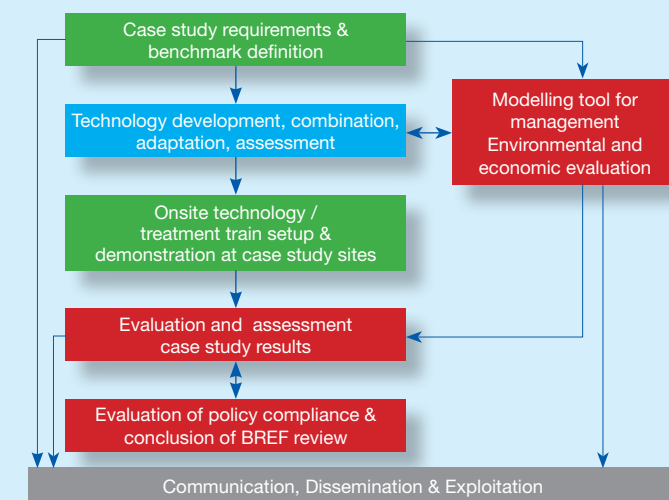 Case study requirements &
benchmark definition
Technology development, combination,
adaptation, assessment
Modelling tool for
management
Environmental and
economic evaluation
Onsite technology /
treatment train setup &
demonstration at case study sites
Evaluation and assessment
case study results
Evaluation of policy compliance &
conclusion of BREF review
Communication, Dissemination & Exploitation